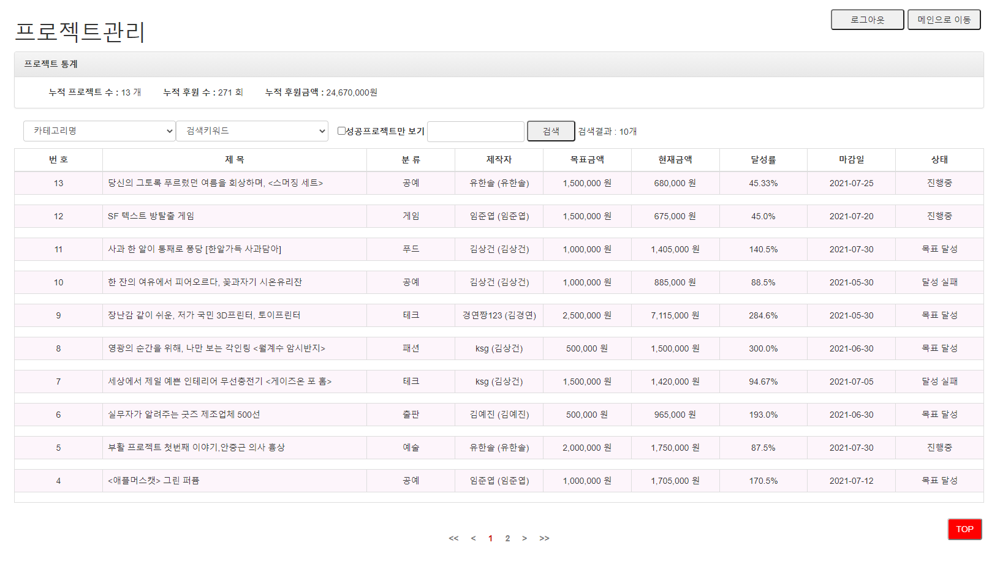 로그아웃 메인으로 이동
프로젝트관리
프로젝트 통계
누적 프로젝트 수 : 13 개 누적 후원 수 : 271 회 누적 후원금액 : 24,670,000원
카테고리명 검색키워드 성공프로젝트만 보기 검색 검색결과 : 10개
번 호 제 목 분 류 제작자 목표금액 현재금액 달성률 마감일 상태
13 당신의 그토록 푸르렀던 여름을 회상하며, <스머징 세트> 공예 유한솔 (유한솔) 1,500,000 원 680,000 원 45.33% 2021-07-25 진행중
12 SF 텍스트 방탈출 게임 게임 임준엽 (임준엽) 1,500,000 원 675,000 원 45.0% 2021-07-20 진행중
11 사과 한 알이 통째로 퐁당 [한알가득 사과담아] 푸드 김상건 (김상건) 1,000,000 원 1,405,000 원 140.5% 2021-07-30 목표 달성
10 한 잔의 여유에서 피어오르다, 꽃과자기 시온유리잔 공예 김상건 (김상건) 1,000,000 원 885,000 원 88.5% 2021-05-30 달성 실패
9 장난감 같이 쉬운, 저가 국민 3D프린터, 토이프린터 테크 경연짱123 (김경연) 2,500,000 원 7,115,000 원 284.6% 2021-05-30 목표 달성
8 영광의 순간을 위해, 나만 보는 각인링 <월계수 암시반지> 패션 ksg (김상건) 500,000 원 1,500,000 원 300.0% 2021-06-30 목표 달성
7 세상에서 제일 예쁜 인테리어 무선충전기 <게이즈온 포 홈> 테크 ksg (김상건) 1,500,000 원 1,420,000 원 94.67% 2021-07-05 달성 실패
6 실무자가 알려주는 굿즈 제조업체 500선 출판 김예진 (김예진) 500,000 원 965,000 원 193.0% 2021-06-30 목표 달성
5 부활 프로젝트 첫번째 이야기,안중근 의사 흉상 예술 유한솔 (유한솔) 2,000,000 원 1,750,000 원 87.5% 2021-07-30 진행중
4 <애플머스캣> 그린 퍼퓸 공예 임준엽 (임준엽) 1,000,000 원 1,705,000 원 170.5% 2021-07-12 목표 달성
TOP
<< < 1 2 > >>